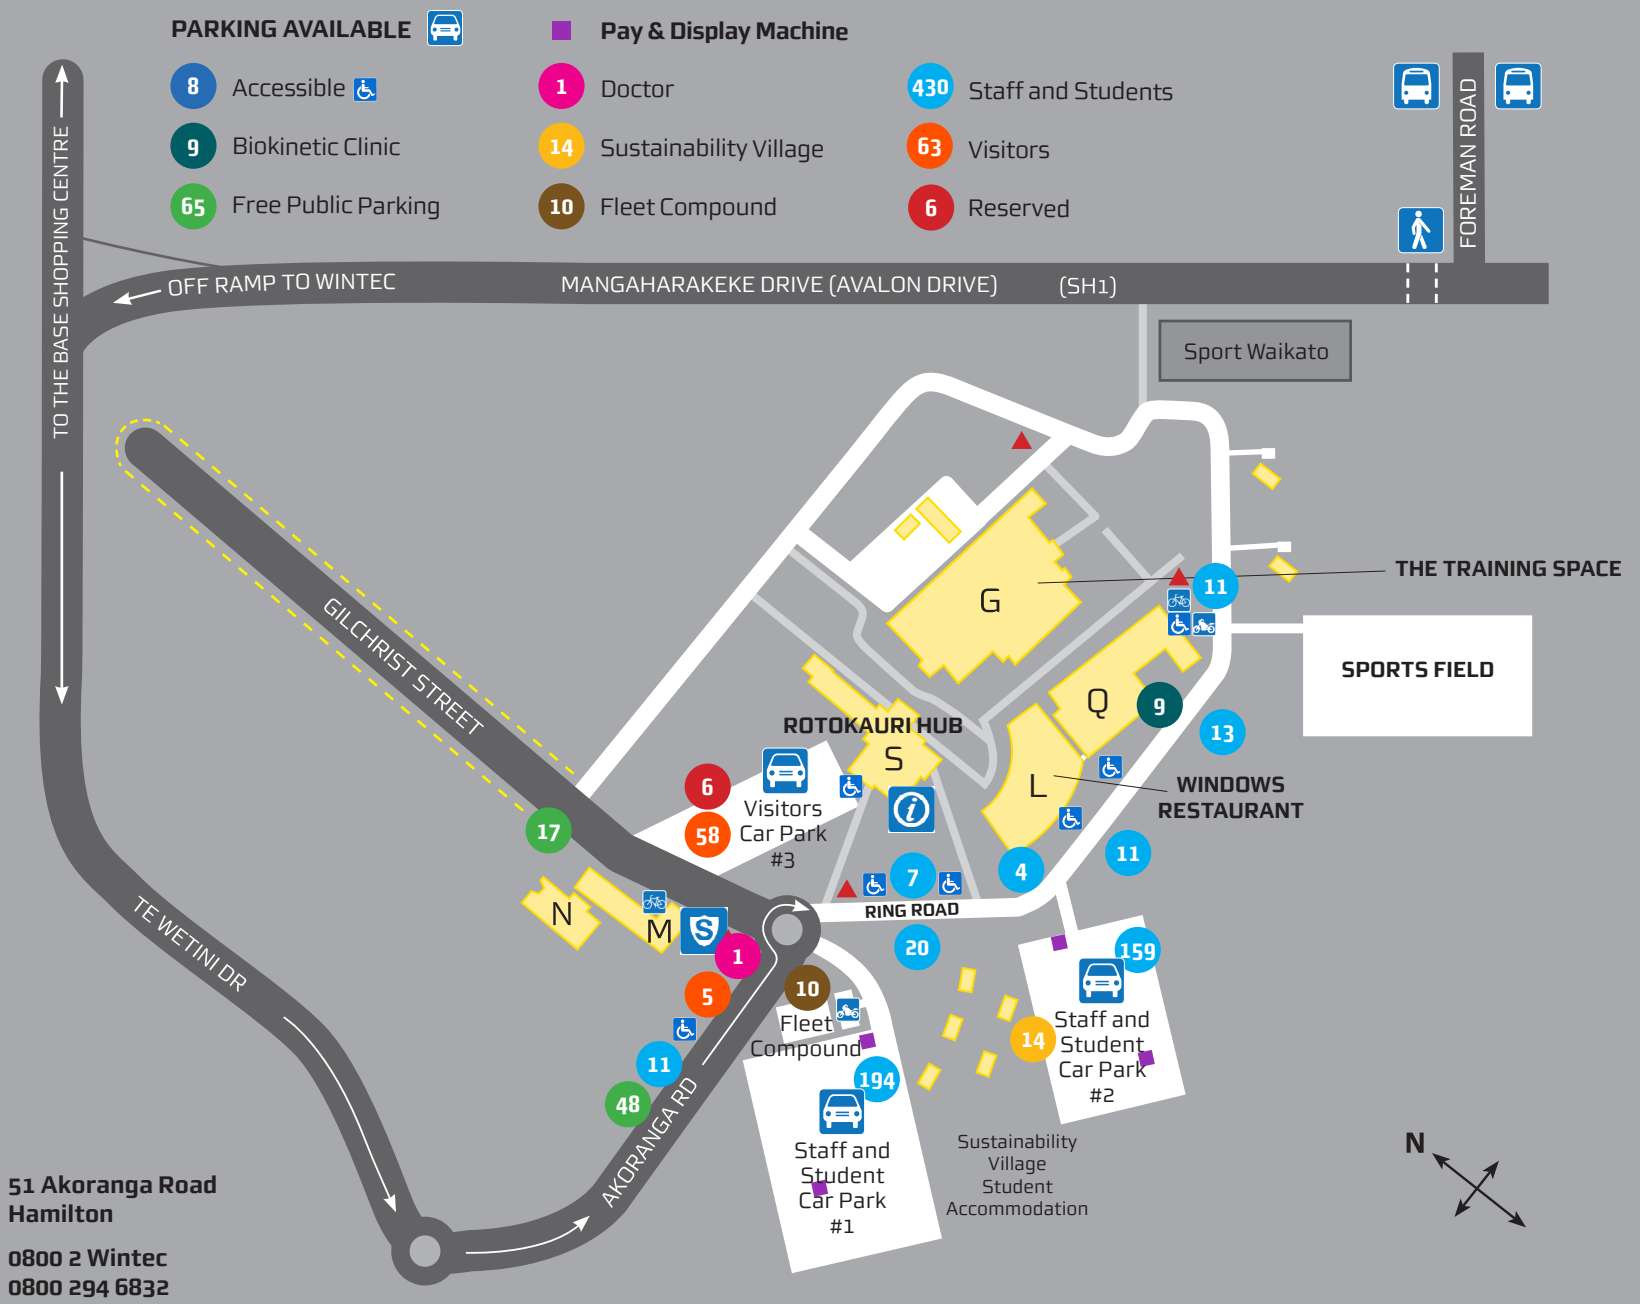 PARKING AVAILABLE
Pay & Display Machine
8 Accessible
1 Doctor
430 Staff and Students
9 Biokinetic Clinic
14 Sustainability Village
63 Visitors
65 Free Public Parking
10 Fleet Compound
6 Reserved
FOREMAN ROAD
TO THE BASE SHOPPING CENTRE
OFF RAMP TO WINTEC
MANGAHARAKEKE DRIVE (AVALON DRIVE)
(SH1)
Sport Waikato
THE TRAINING SPACE
G
11
GILCHRIST STREET
SPORTS FIELD
Q
9
13
ROTOKAURI HUB
S
L
WINDOWS
RESTAURANT
6
58
Visitors
Car Park
#3
i
17
7
4
11
RING ROAD
N
M
S
1
20
159
TE WETINI DR
5
10
Fleet
Compound
14
Staff and
Student
Car Park
#2
11
48
194
AKORANGA RD
Staff and
Student
Car Park
#1
Sustainability
Village
Student
Accommodation
N
51 Akoranga Road
Hamilton
0800 2 Wintec
0800 294 6832